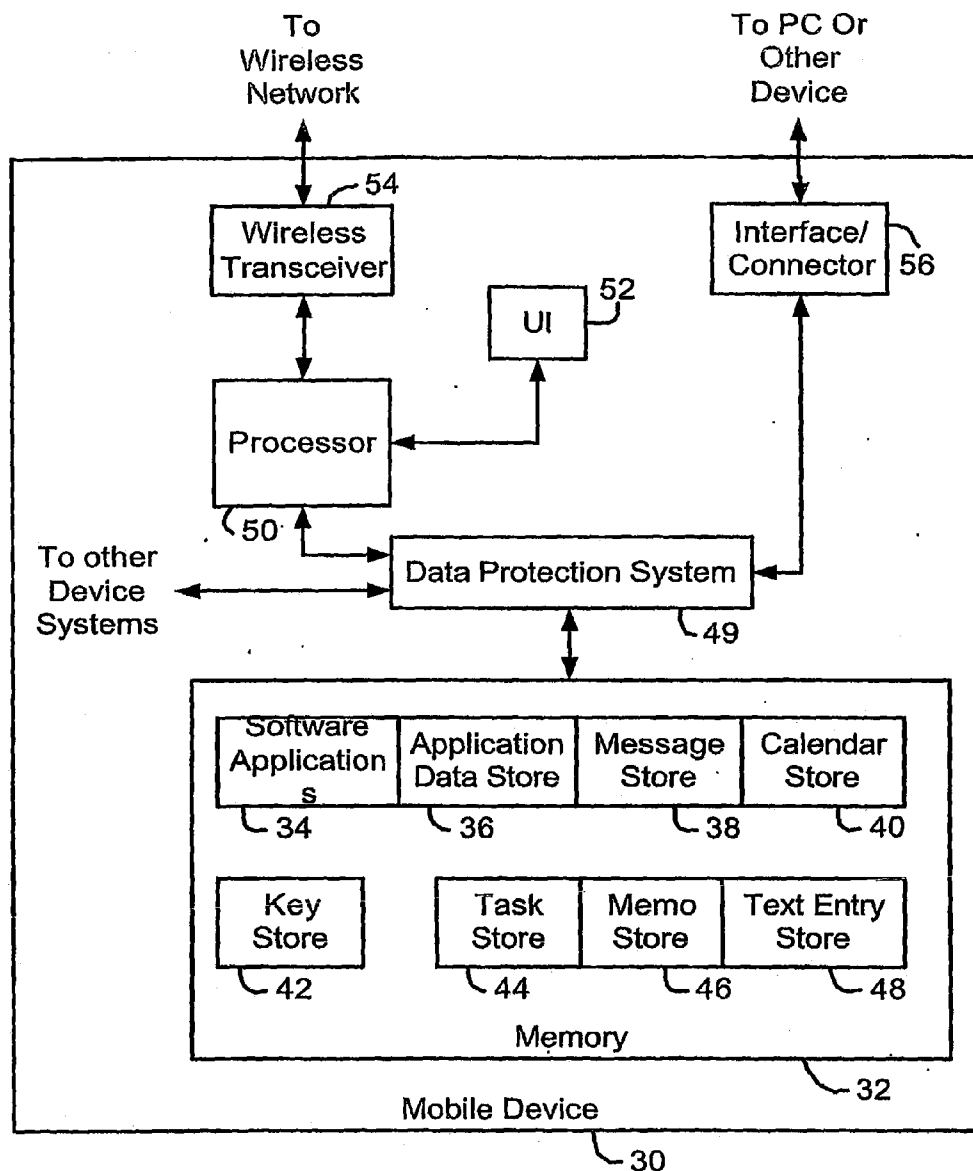 To
Wireless
Network
To PC Or
Other
Device
54
Wireless
Transceiver
Interface/
Connector
56
52
UI
Processor
50
To other
Device
Systems
Data Protection System
49
Software
Application
s
Application
Data Store
Message
Store
Calendar
Store
34
36
38
40
Key
Store
Task
Store
Memo
Store
Text Entry
Store
42
44
46
48
Memory
32
Mobile Device
30